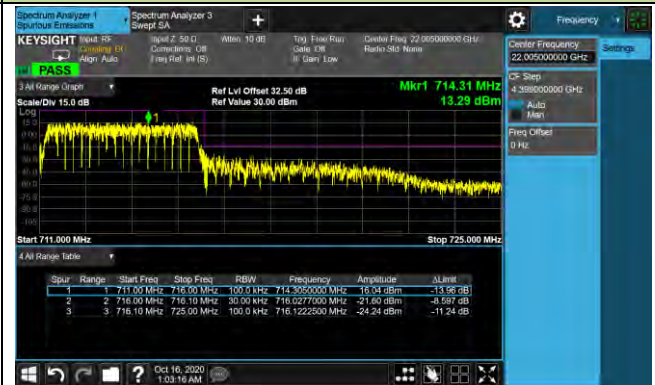 Spectrum Analyzer 1
Spurious Emissions
Spectrum Analyzer 3
Swept SA
+
Frequency
KEYSIGHT
Input: RF
Coupling: DC
Align: Auto
Input Z: 50 Ω
Corrections: Off
Freq Ref: Int (S)
Atten: 10 dB
Trig: Free Run
Gate: Off
IF Gain: Low
Center Freq: 22.005000000 GHz
Radio Std: None
PASS
Center Frequency
22.005000000 GHz
Settings
CF Step
4.398000000 GHz
Auto
Man
Freq Offset
0 Hz
3 All Range Graph
Scale/Div 15.0 dB
Ref Lvl Offset 32.50 dB
Ref Value 30.00 dBm
Mkr1 714.31 MHz
13.29 dBm
Log
1
Start 711.000 MHz
Stop 725.000 MHz
4 All Range Table
Spur Range Start Freq Stop Freq RBW Frequency Amplitude ΔLimit
1 1 711.00 MHz 716.00 MHz 100.0 kHz 714.3050000 MHz 16.04 dBm -13.96 dB
2 2 716.00 MHz 716.10 MHz 30.00 kHz 716.0277000 MHz -21.60 dBm -8.597 dB
3 3 716.10 MHz 725.00 MHz 100.0 kHz 716.1222500 MHz -24.24 dBm -11.24 dB
?
Oct 16, 2020
1:03:16 AM